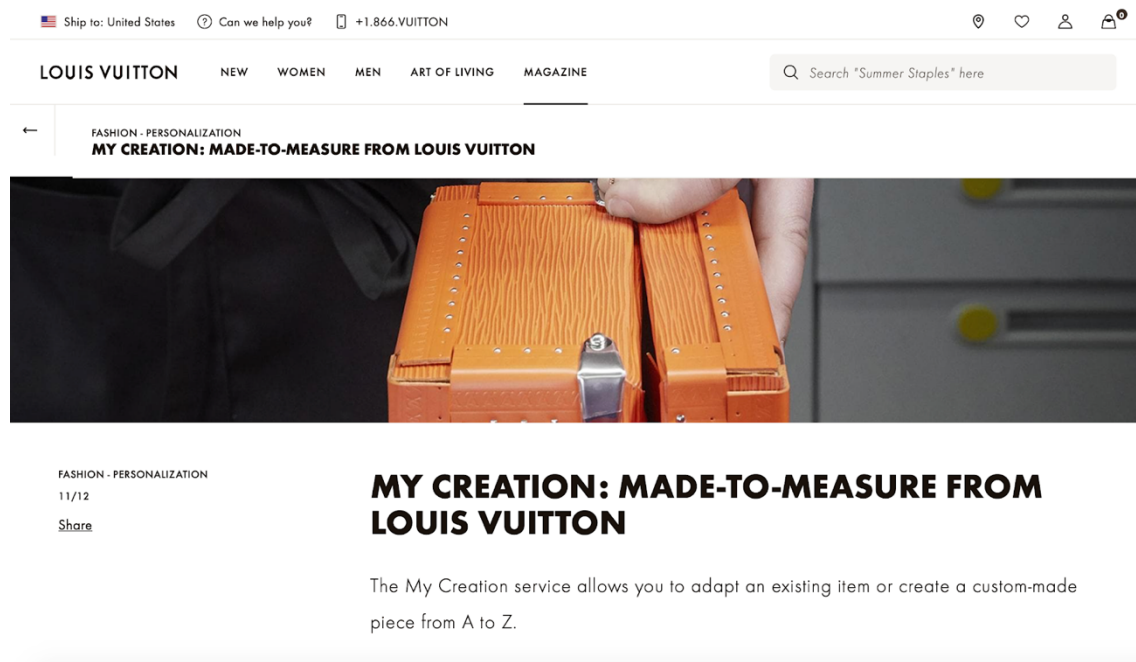 Ship to: United States Can we help you? +1.866.VUITTON 0
LOUIS VUITTON NEW WOMEN MEN ART OF LIVING MAGAZINE Search "Summer Staples" here
FASHION - PERSONALIZATION
MY CREATION: MADE-TO-MEASURE FROM LOUIS VUITTON
FASHION - PERSONALIZATION
11/12
Share
MY CREATION: MADE-TO-MEASURE FROM
LOUIS VUITTON
The My Creation service allows you to adapt an existing item or create a custom-made
piece from A to Z.